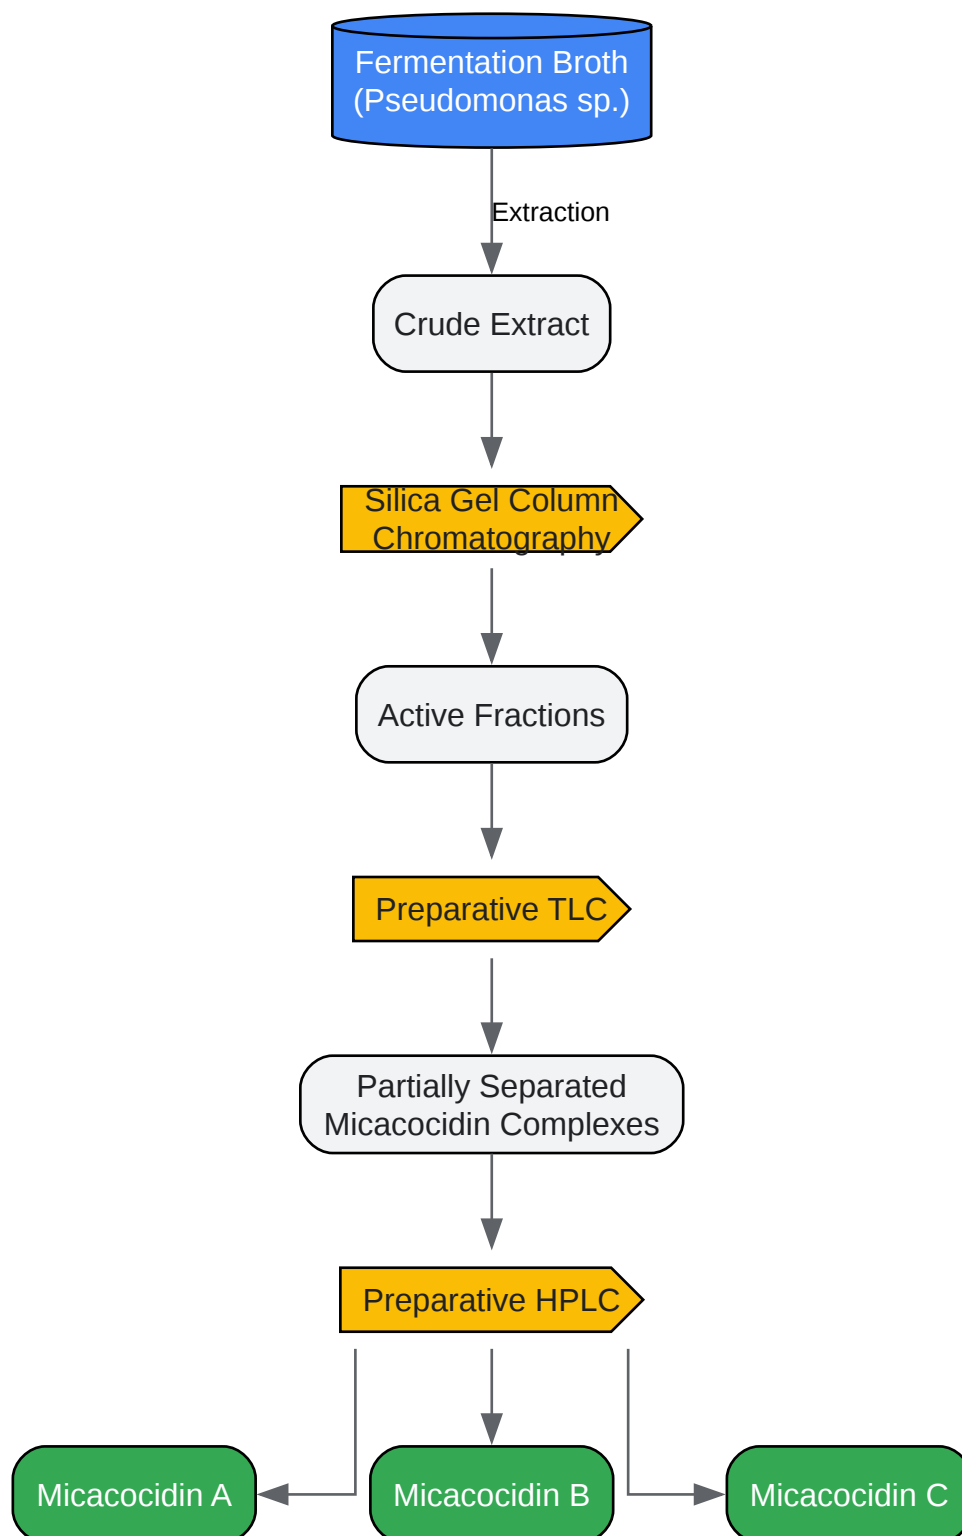 Fermentation Broth
(Pseudomonas sp.)
Extraction
Crude Extract
Silica Gel Column
Chromatography
Active Fractions
Preparative TLC
Partially Separated
Micacocidin Complexes
Preparative HPLC
Micacocidin A
Micacocidin B
Micacocidin C